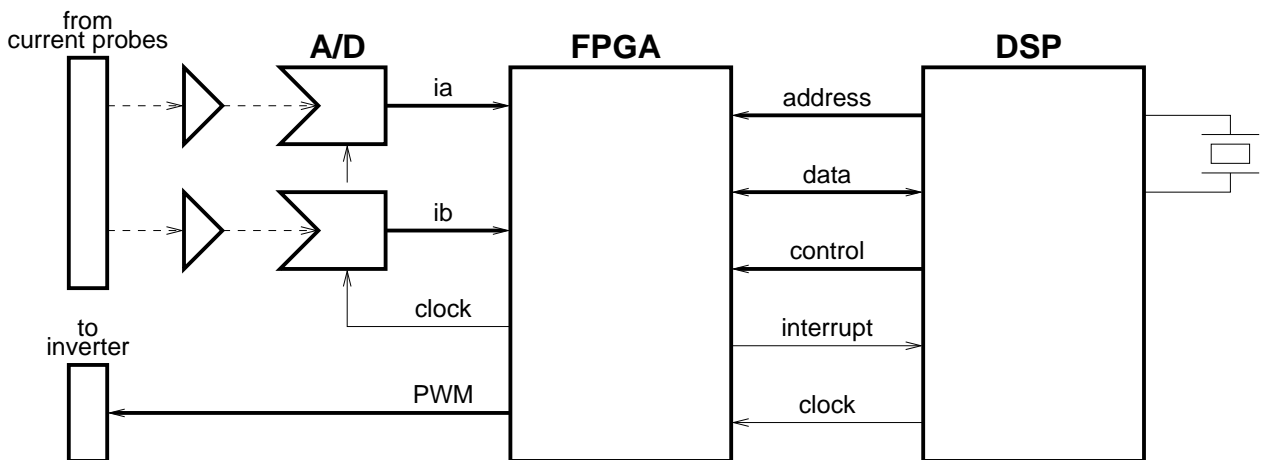 from
current probes
A/D
FPGA
DSP
ia
address
data
ib
control
clock
interrupt
to
inverter
PWM
clock